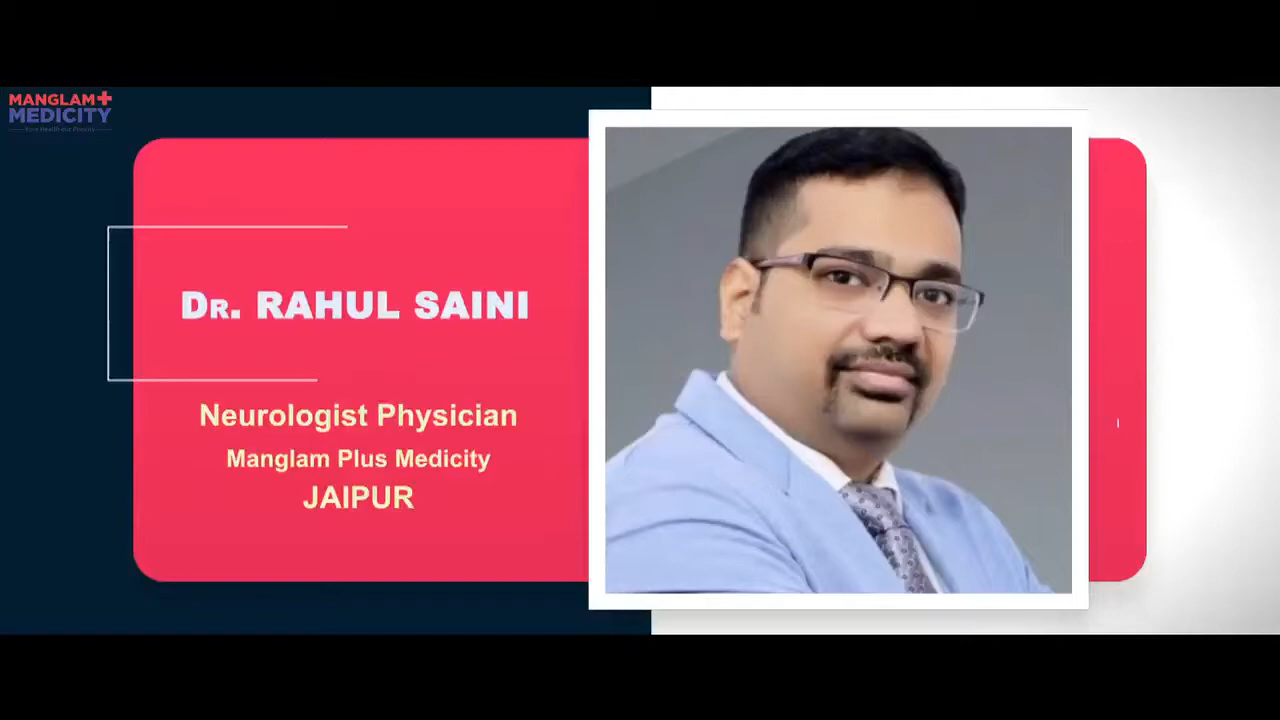 MANGLAM+
MEDICITY
DR. RAHUL SAINI
Neurologist Physician
Manglam Plus Medicity
JAIPUR